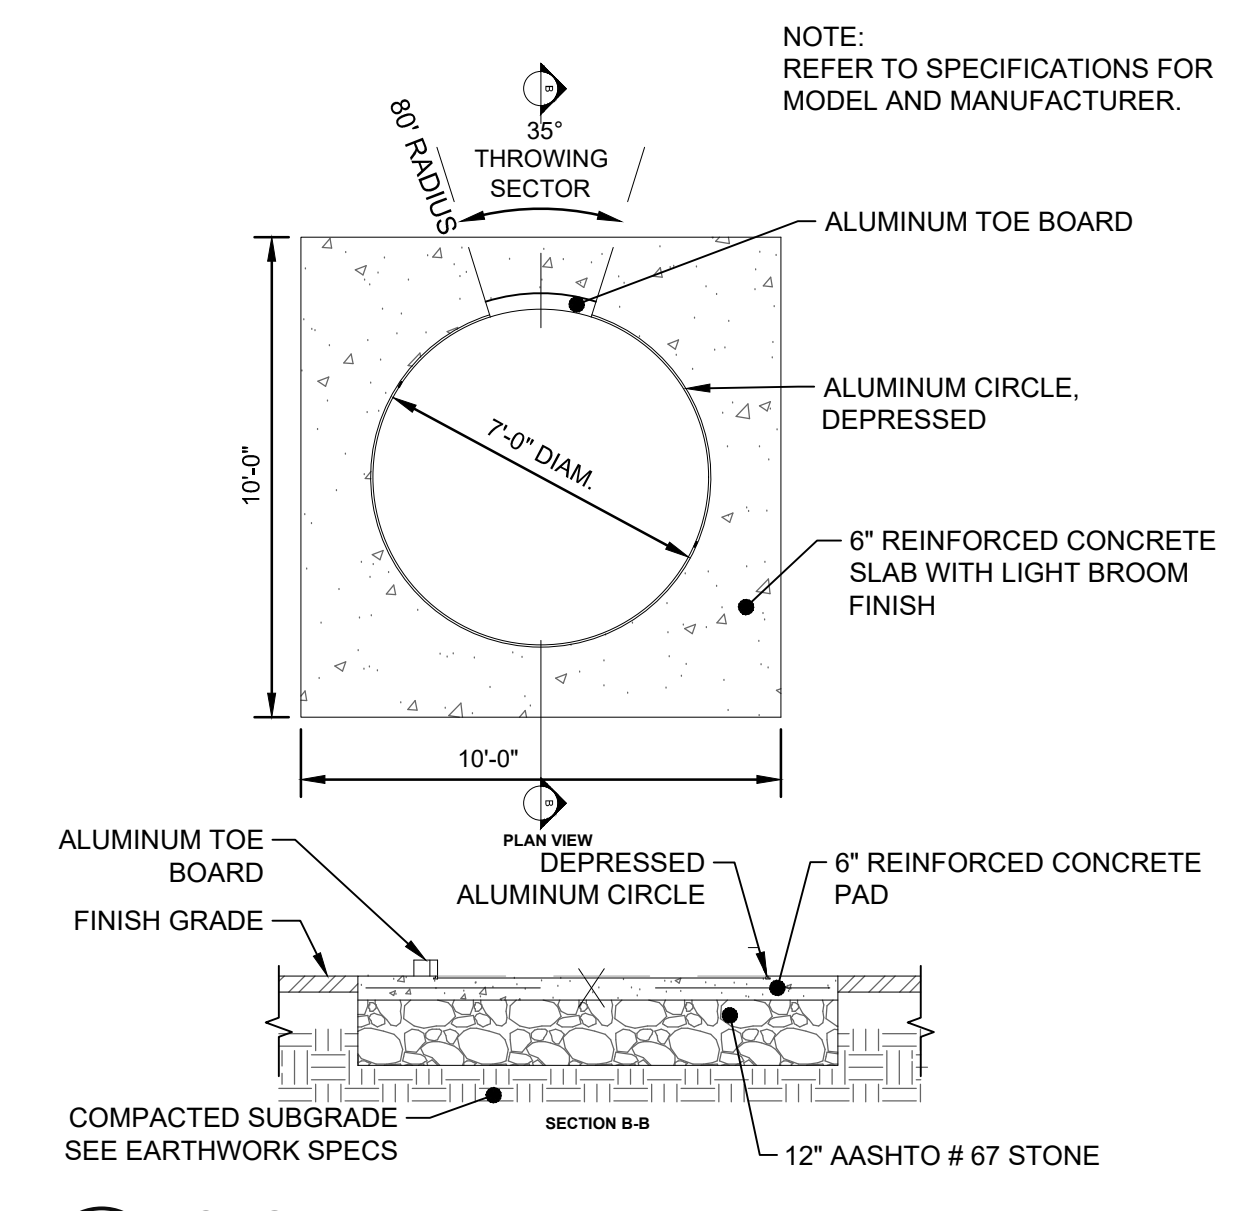 NOTE:
REFER TO SPECIFICATIONS FOR
MODEL AND MANUFACTURER.
B
35°
THROWING
SECTOR
80' RADIUS
ALUMINUM TOE BOARD
ALUMINUM CIRCLE,
DEPRESSED
7'-0" DIAM.
10'-0"
6" REINFORCED CONCRETE
SLAB WITH LIGHT BROOM
FINISH
10'-0"
B
PLAN VIEW
ALUMINUM TOE
BOARD
DEPRESSED
ALUMINUM CIRCLE
6" REINFORCED CONCRETE
PAD
FINISH GRADE
COMPACTED SUBGRADE
SEE EARTHWORK SPECS
SECTION B-B
12" AASHTO # 67 STONE